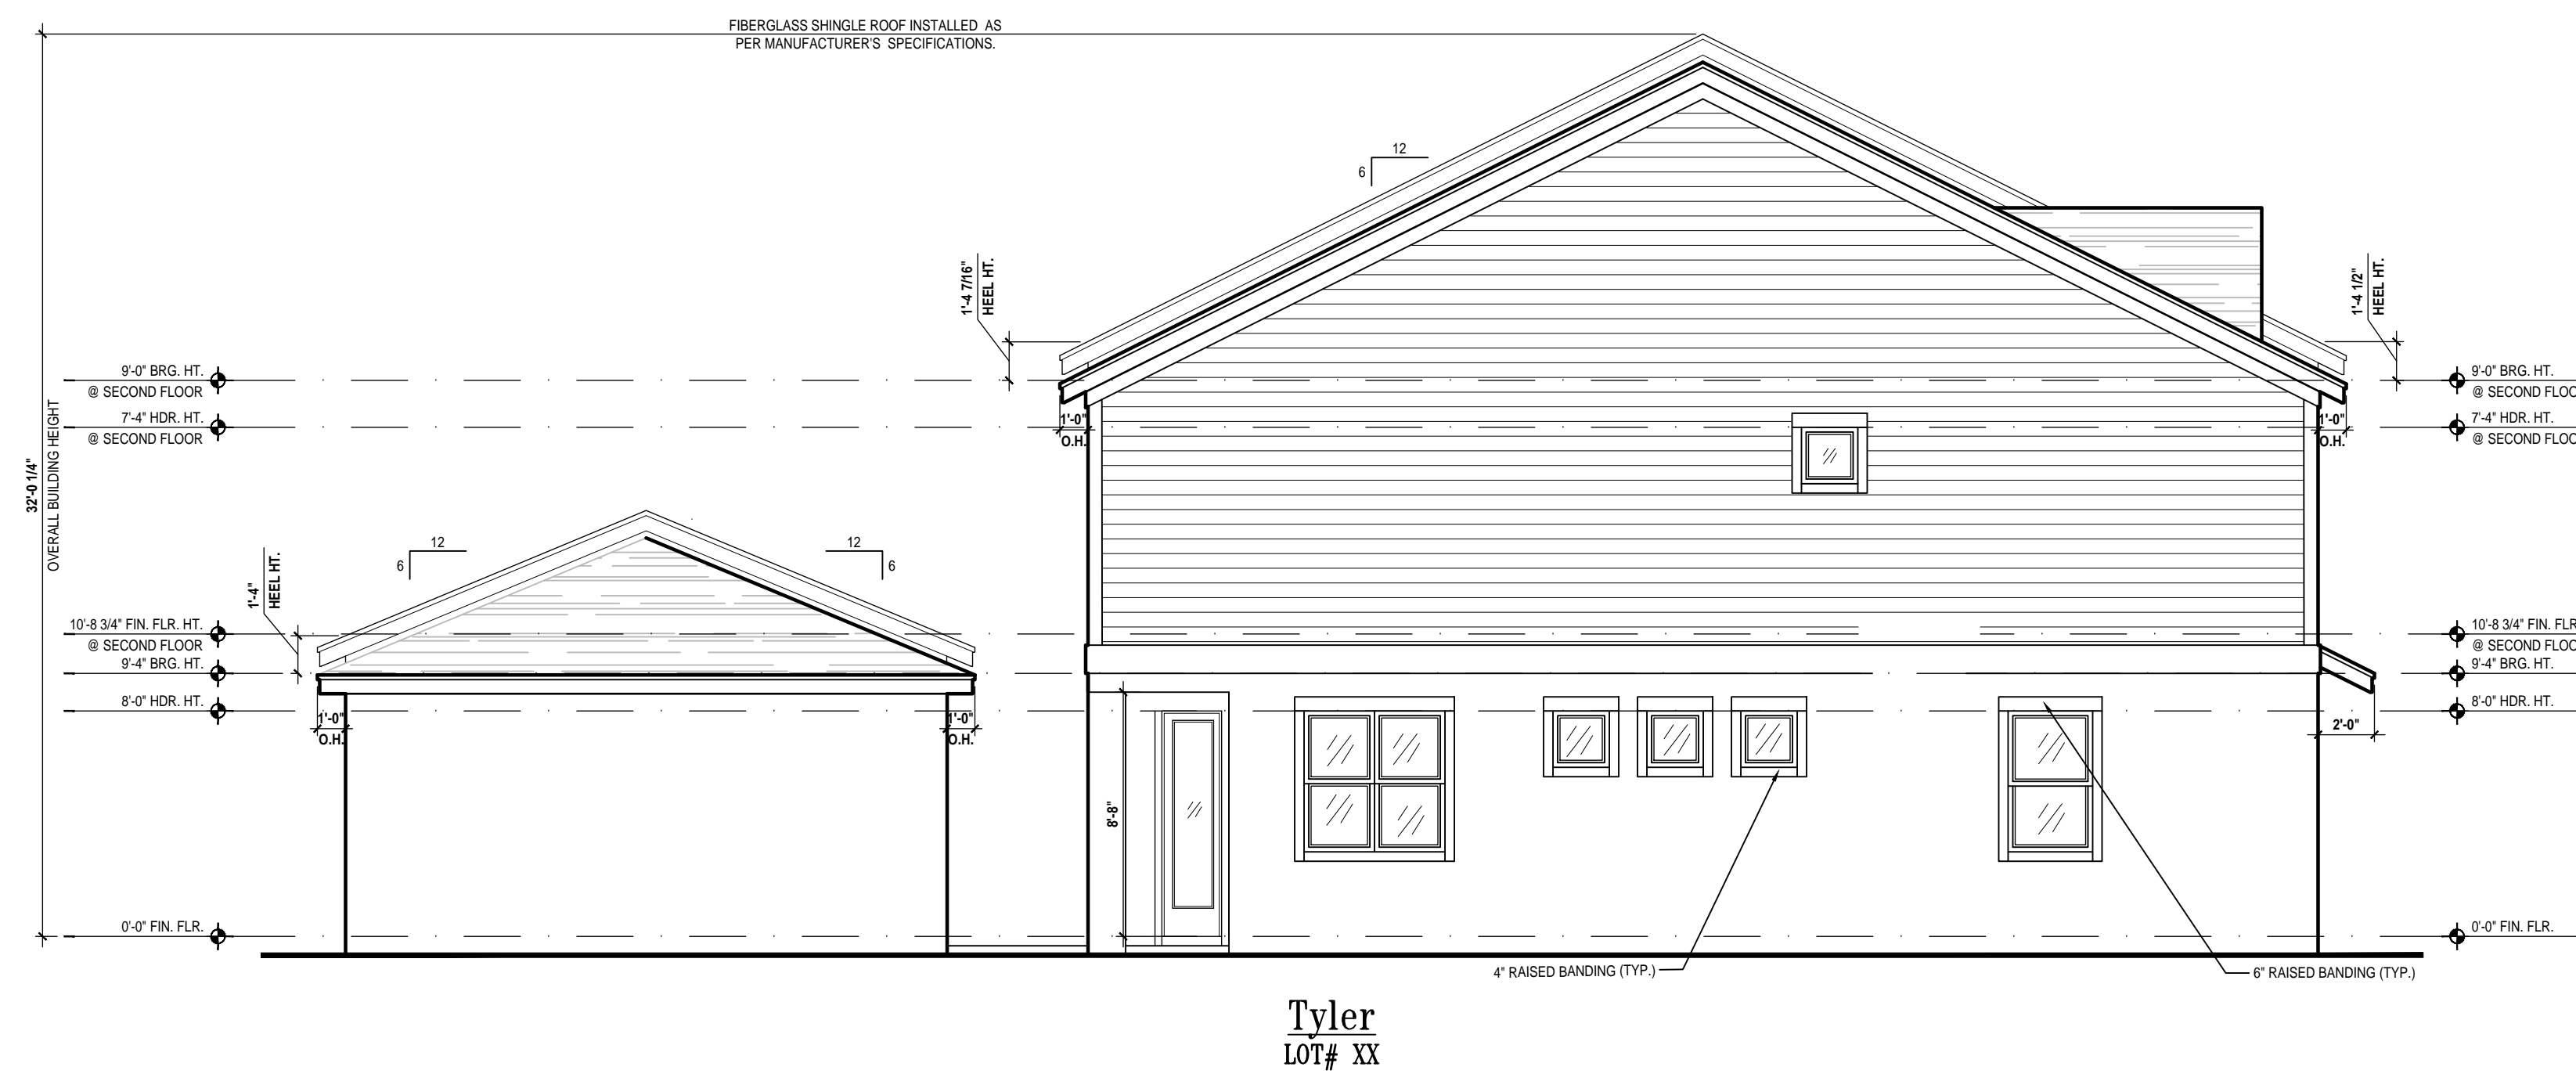 FIBERGLASS SHINGLE ROOF INSTALLED AS
PER MANUFACTURER'S SPECIFICATIONS.
12
6
1'-4 7/16"
HEEL HT.
1'-4 1/2"
HEEL HT.
9'-0" BRG. HT.
@ SECOND FLOOR
7'-4" HDR. HT.
@ SECOND FLOOR
9'-0" BRG. HT.
@ SECOND FLOO
7'-4" HDR. HT.
@ SECOND FLOO
1'-0"
O.H.
1'-0"
O.H.
32'-0 1/4"
OVERALL BUILDING HEIGHT
12
6
12
6
1'-4"
HEEL HT.
10'-8 3/4" FIN. FLR. HT.
@ SECOND FLOOR
9'-4" BRG. HT.
8'-0" HDR. HT.
10'-8 3/4" FIN. FLR
@ SECOND FLOO
9'-4" BRG. HT.
8'-0" HDR. HT.
1'-0"
O.H.
1'-0"
O.H.
2'-0"
8'-8"
0'-0" FIN. FLR.
0'-0" FIN. FLR.
4" RAISED BANDING (TYP.)
6" RAISED BANDING (TYP.)
Tyler
LOT# XX